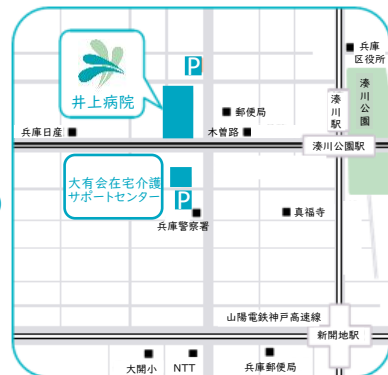 兵庫
区役所
P
井上病院
湊川公園
郵便局
湊川駅
兵庫日産
木曽路
湊川公園駅
大有会在宅介護
サポートセンター
P
兵庫警察署
真福寺
山陽電鉄神戸高速線
新開地駅
大開小
NTT
兵庫郵便局